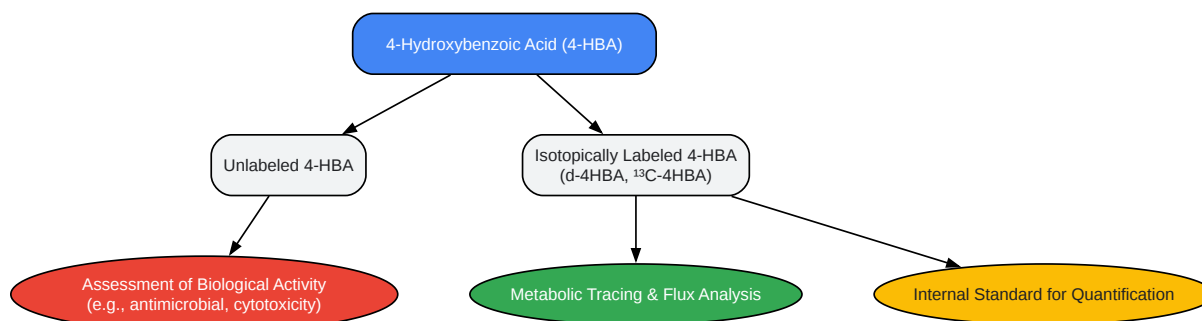 4-Hydroxybenzoic Acid (4-HBA)
Unlabeled 4-HBA
Isotopically Labeled 4-HBA
(d-4HBA, ¹³C-4HBA)
Assessment of Biological Activity
(e.g., antimicrobial, cytotoxicity)
Metabolic Tracing & Flux Analysis
Internal Standard for Quantification